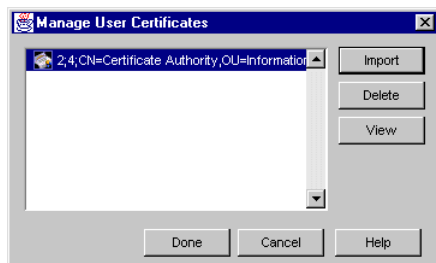 Manage User Certificates
2;4;CN=Certificate Authority,OU=Information
Import
Delete
View
Done
Cancel
Help